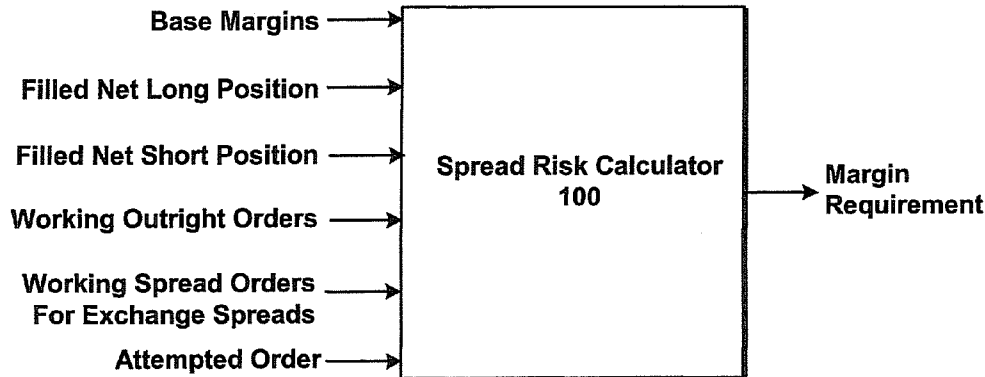 Base Margins
Filled Net Long Position
Filled Net Short Position
Working Outright Orders
Working Spread Orders
For Exchange Spreads
Attempted Order
Spread Risk Calculator
100
Margin
Requirement